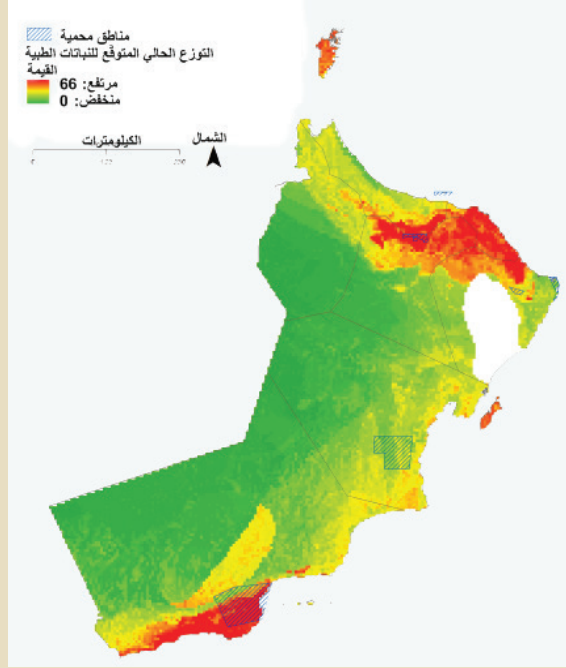 مناطق محمية
التوزع الحالي المتوقَّع للنباتات الطبية
القيمة
مرتفع: 66
منخفض: 0
الكيلومترات
الشمال